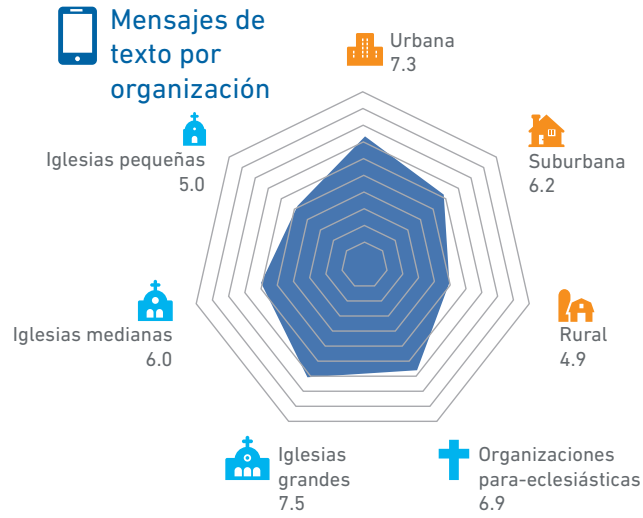 Mensajes de
texto por
organización
Urbana
7.3
Suburbana
6.2
Rural
4.9
Organizaciones
para-eclesiásticas
6.9
Iglesias
grandes
7.5
Iglesias medianas
6.0
Iglesias pequeñas
5.0